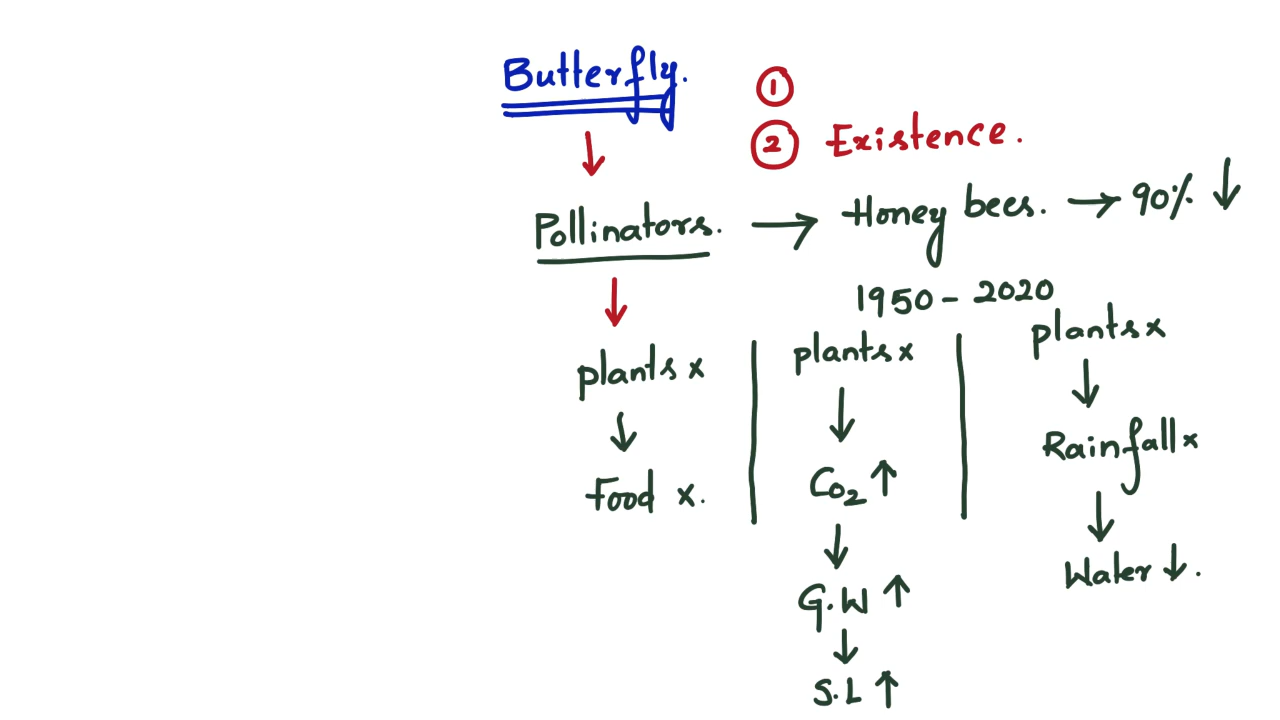 Butterfly.
①
② Existence.
Pollinators. → Honey bees. → 90% ↓
1950 - 2020
plants x
↓
Food x.
plants x
↓
CO₂ ↑
↓
G.W ↑
↓
S.L ↑
plants x
↓
Rainfall x
↓
Water ↓.